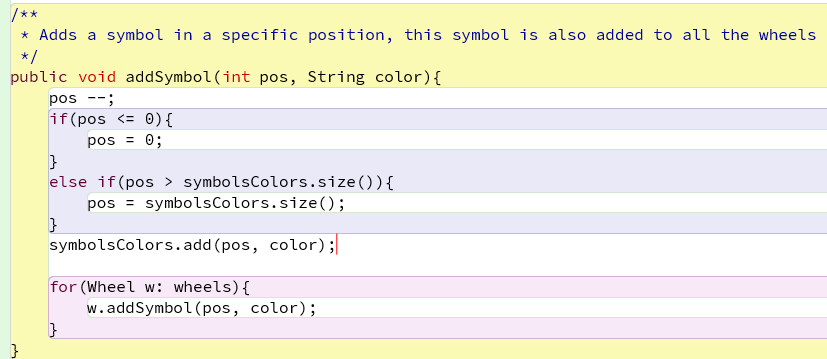 /**
 * Adds a symbol in a specific position, this symbol is also added to all the wheels
 */
public void addSymbol(int pos, String color){
    pos --;
    if(pos <= 0){
        pos = 0;
    }
    else if(pos > symbolsColors.size()){
        pos = symbolsColors.size();
    }
    symbolsColors.add(pos, color);

    for(Wheel w: wheels){
        w.addSymbol(pos, color);
    }
}